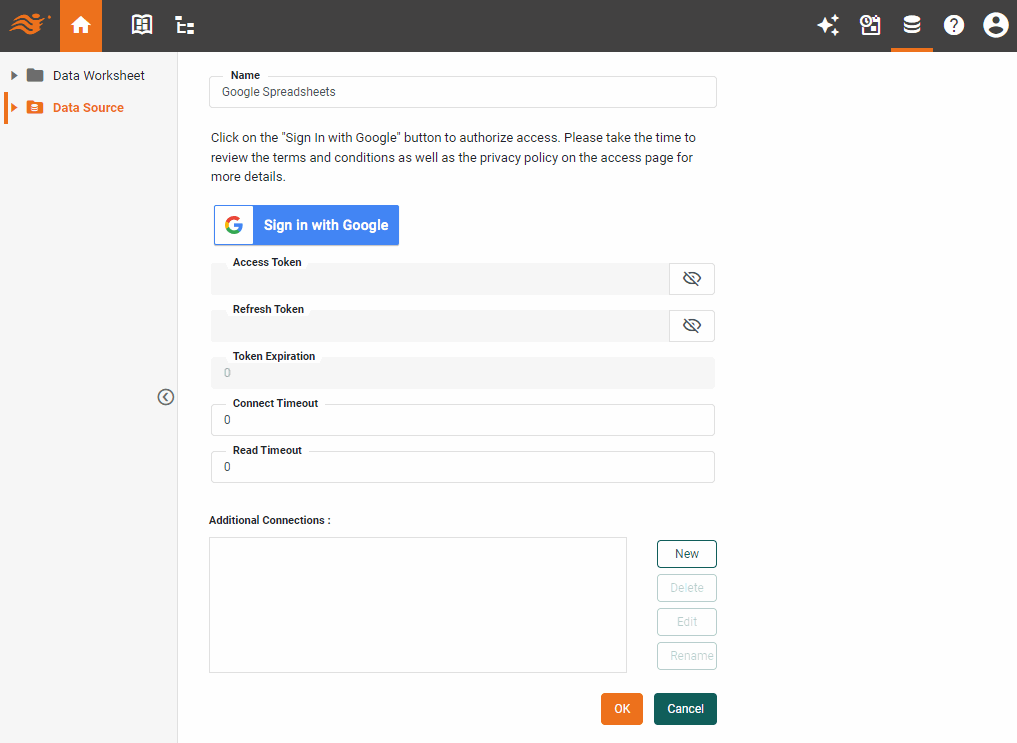 Data Worksheet
Data Source
Name
Google Spreadsheets
Click on the "Sign In with Google" button to authorize access. Please take the time to
review the terms and conditions as well as the privacy policy on the access page for
more details.
Sign in with Google
Access Token
Refresh Token
Token Expiration
0
Connect Timeout
0
Read Timeout
0
Additional Connections :
New
Delete
Edit
Rename
OK
Cancel